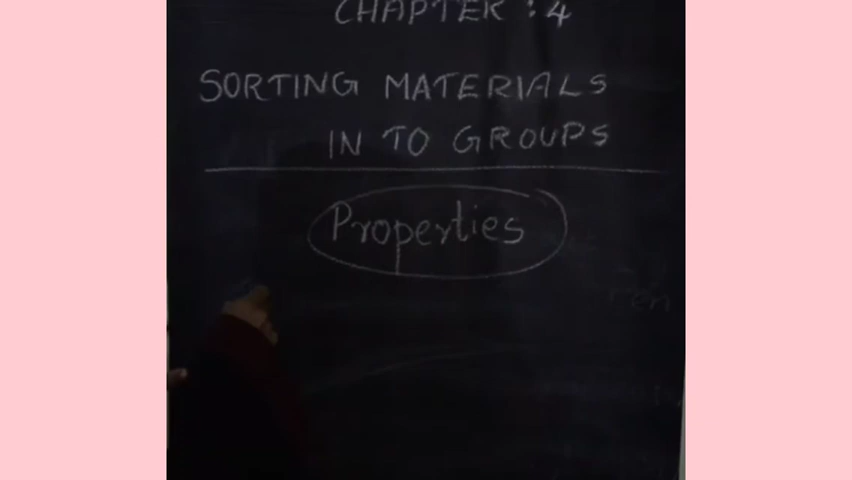 CHAPTER : 4
SORTING MATERIALS
IN TO GROUPS
Properties